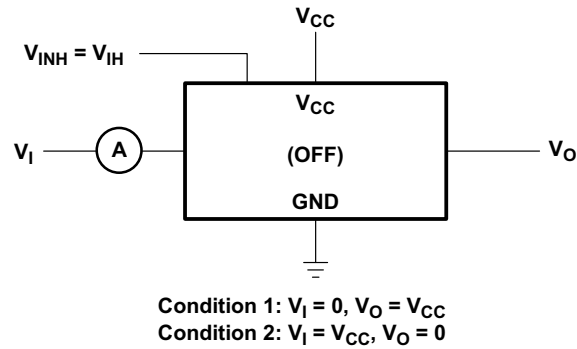 V_CC
V_INH = V_IH
V_CC
V_I
A
(OFF)
V_O
GND
Condition 1: V_I = 0, V_O = V_CC
Condition 2: V_I = V_CC, V_O = 0